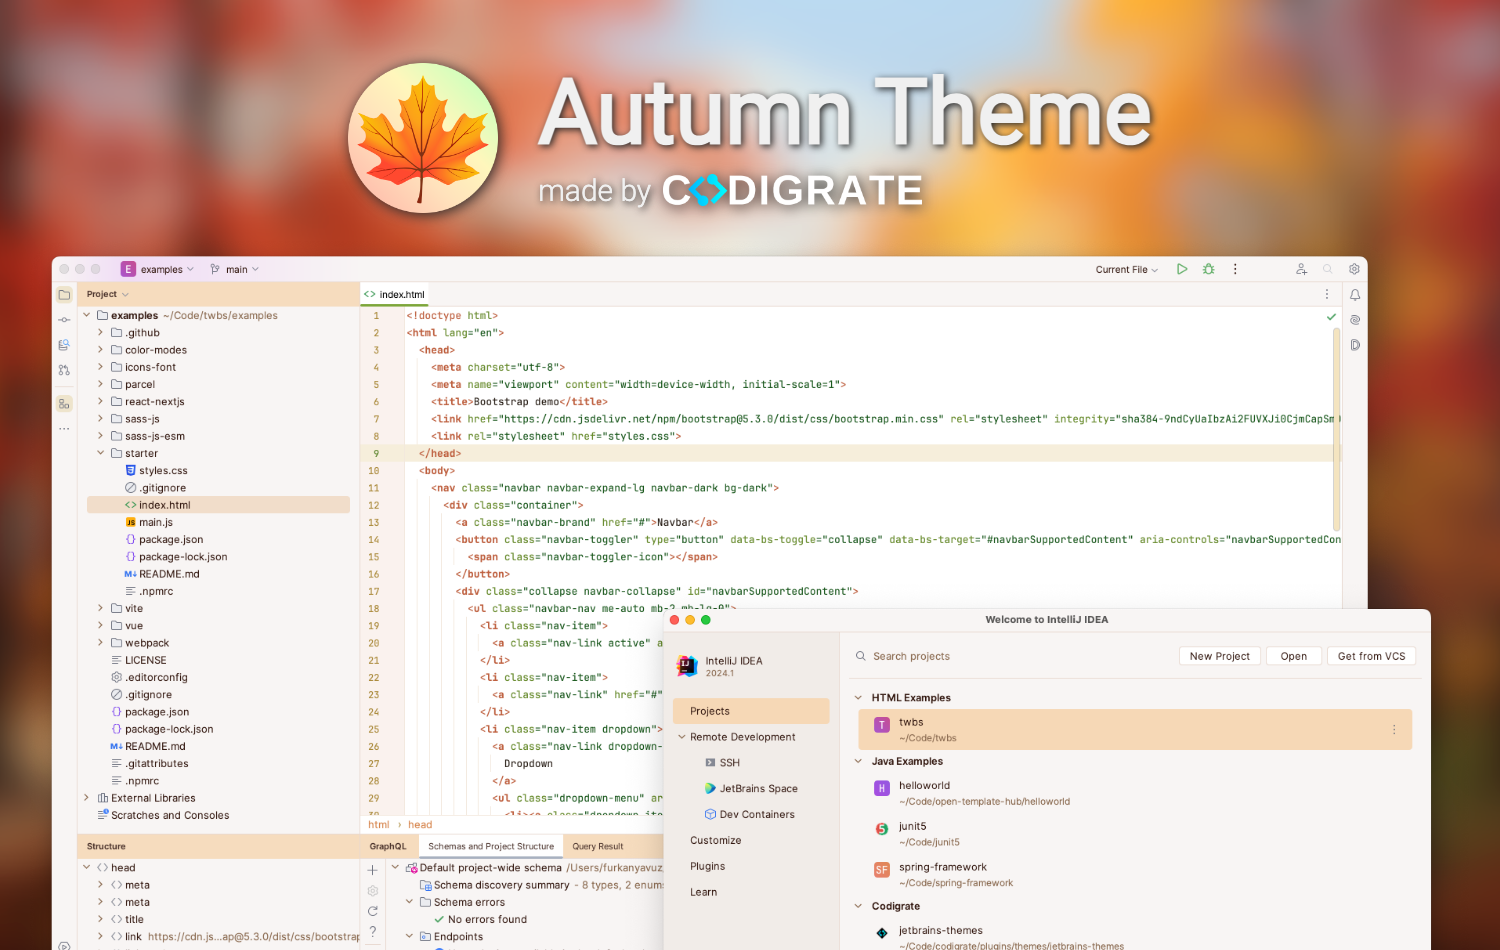 Autumn Theme
made by CODIGRATE
E examples main
Current File
Project
index.html
examples ~/Code/twbs/examples
.github
color-modes
icons-font
parcel
react-nextjs
sass-js
sass-js-esm
starter
styles.css
.gitignore
index.html
main.js
package.json
package-lock.json
README.md
.npmrc
vite
vue
webpack
LICENSE
.editorconfig
.gitignore
package.json
package-lock.json
README.md
.gitattributes
.npmrc
External Libraries
Scratches and Consoles
1 <!doctype html>
2 <html lang="en">
3 <head>
4 <meta charset="utf-8">
5 <meta name="viewport" content="width=device-width, initial-scale=1">
6 <title>Bootstrap demo</title>
7 <link href="https://cdn.jsdelivr.net/npm/bootstrap@5.3.0/dist/css/bootstrap.min.css" rel="stylesheet" integrity="sha384-9ndCyUaIbzAi2FUVXJi0CjmCapSm
8 <link rel="stylesheet" href="styles.css">
9 </head>
10 <body>
11 <nav class="navbar navbar-expand-lg navbar-dark bg-dark">
12 <div class="container">
13 <a class="navbar-brand" href="#">Navbar</a>
14 <button class="navbar-toggler" type="button" data-bs-toggle="collapse" data-bs-target="#navbarSupportedContent" aria-controls="navbarSupportedCon
15 <span class="navbar-toggler-icon"></span>
16 </button>
17 <div class="collapse navbar-collapse" id="navbarSupportedContent">
18 <ul class="navbar-nav me-auto mb-2 mb-lg-0">
19 <li class="nav-item">
20 <a class="nav-link active" a
21 </li>
22 <li class="nav-item">
23 <a class="nav-link" href="#"
24 </li>
25 <li class="nav-item dropdown">
26 <a class="nav-link dropdown-
27 Dropdown
28 </a>
29 <ul class="dropdown-menu" ar
html › head
Structure
head
meta
meta
title
link https://cdn.js...ap@5.3.0/dist/css/bootstrap
GraphQL Schemas and Project Structure Query Result
Default project-wide schema /Users/furkanyavuz
Schema discovery summary - 8 types, 2 enums
Schema errors
No errors found
Endpoints
Welcome to IntelliJ IDEA
IntelliJ IDEA
2024.1
Projects
Remote Development
SSH
JetBrains Space
Dev Containers
Customize
Plugins
Learn
Search projects
New Project Open Get from VCS
HTML Examples
T twbs
~/Code/twbs
Java Examples
H helloworld
~/Code/open-template-hub/helloworld
junit5
~/Code/junit5
SF spring-framework
~/Code/spring-framework
Codigrate
jetbrains-themes
~/Code/codigrate/plugins/themes/jetbrains-themes